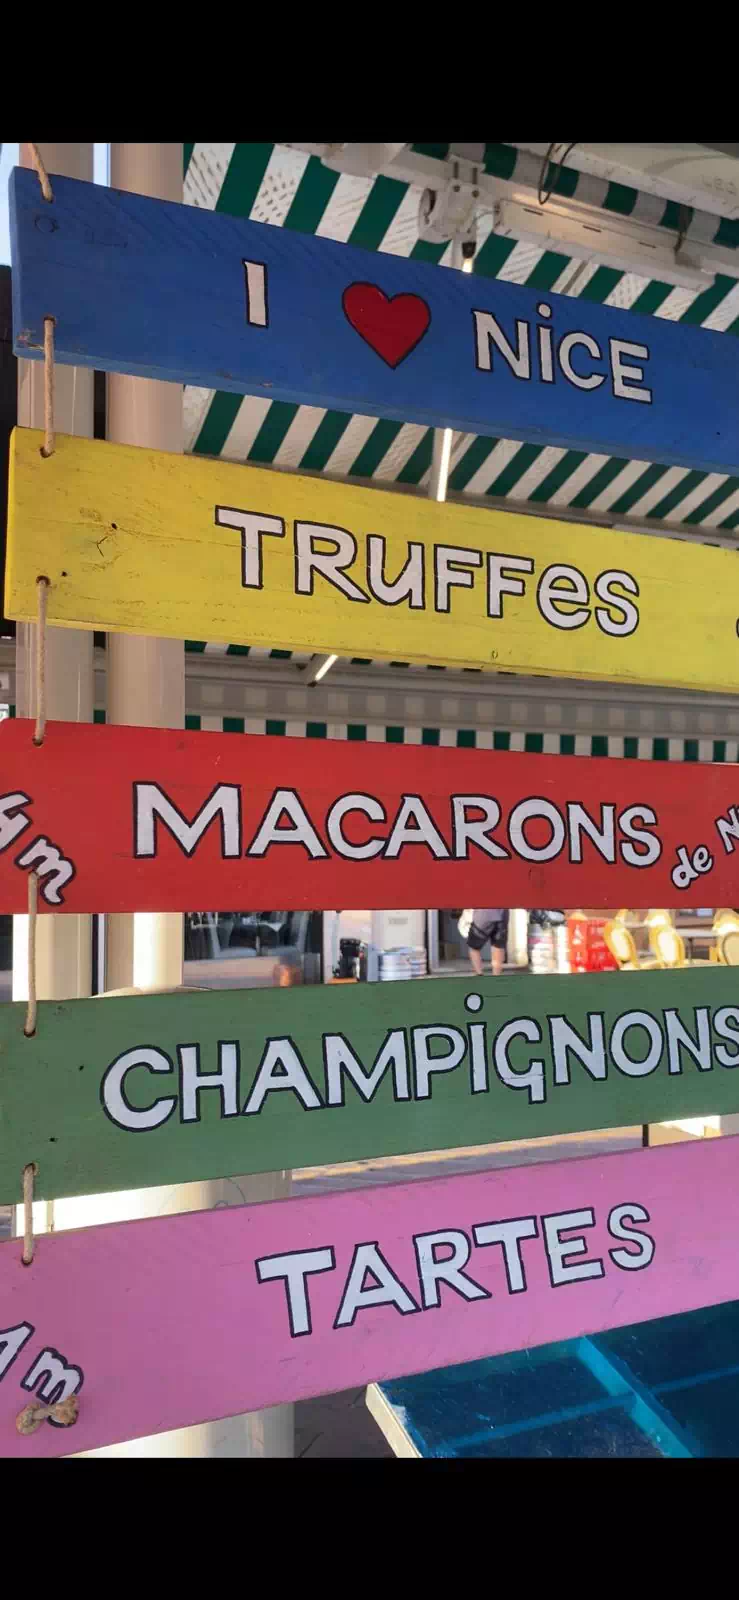 I ❤ NiCE
TRuFFeS
MACARONS de
CHAMPiGNONS
TARTES